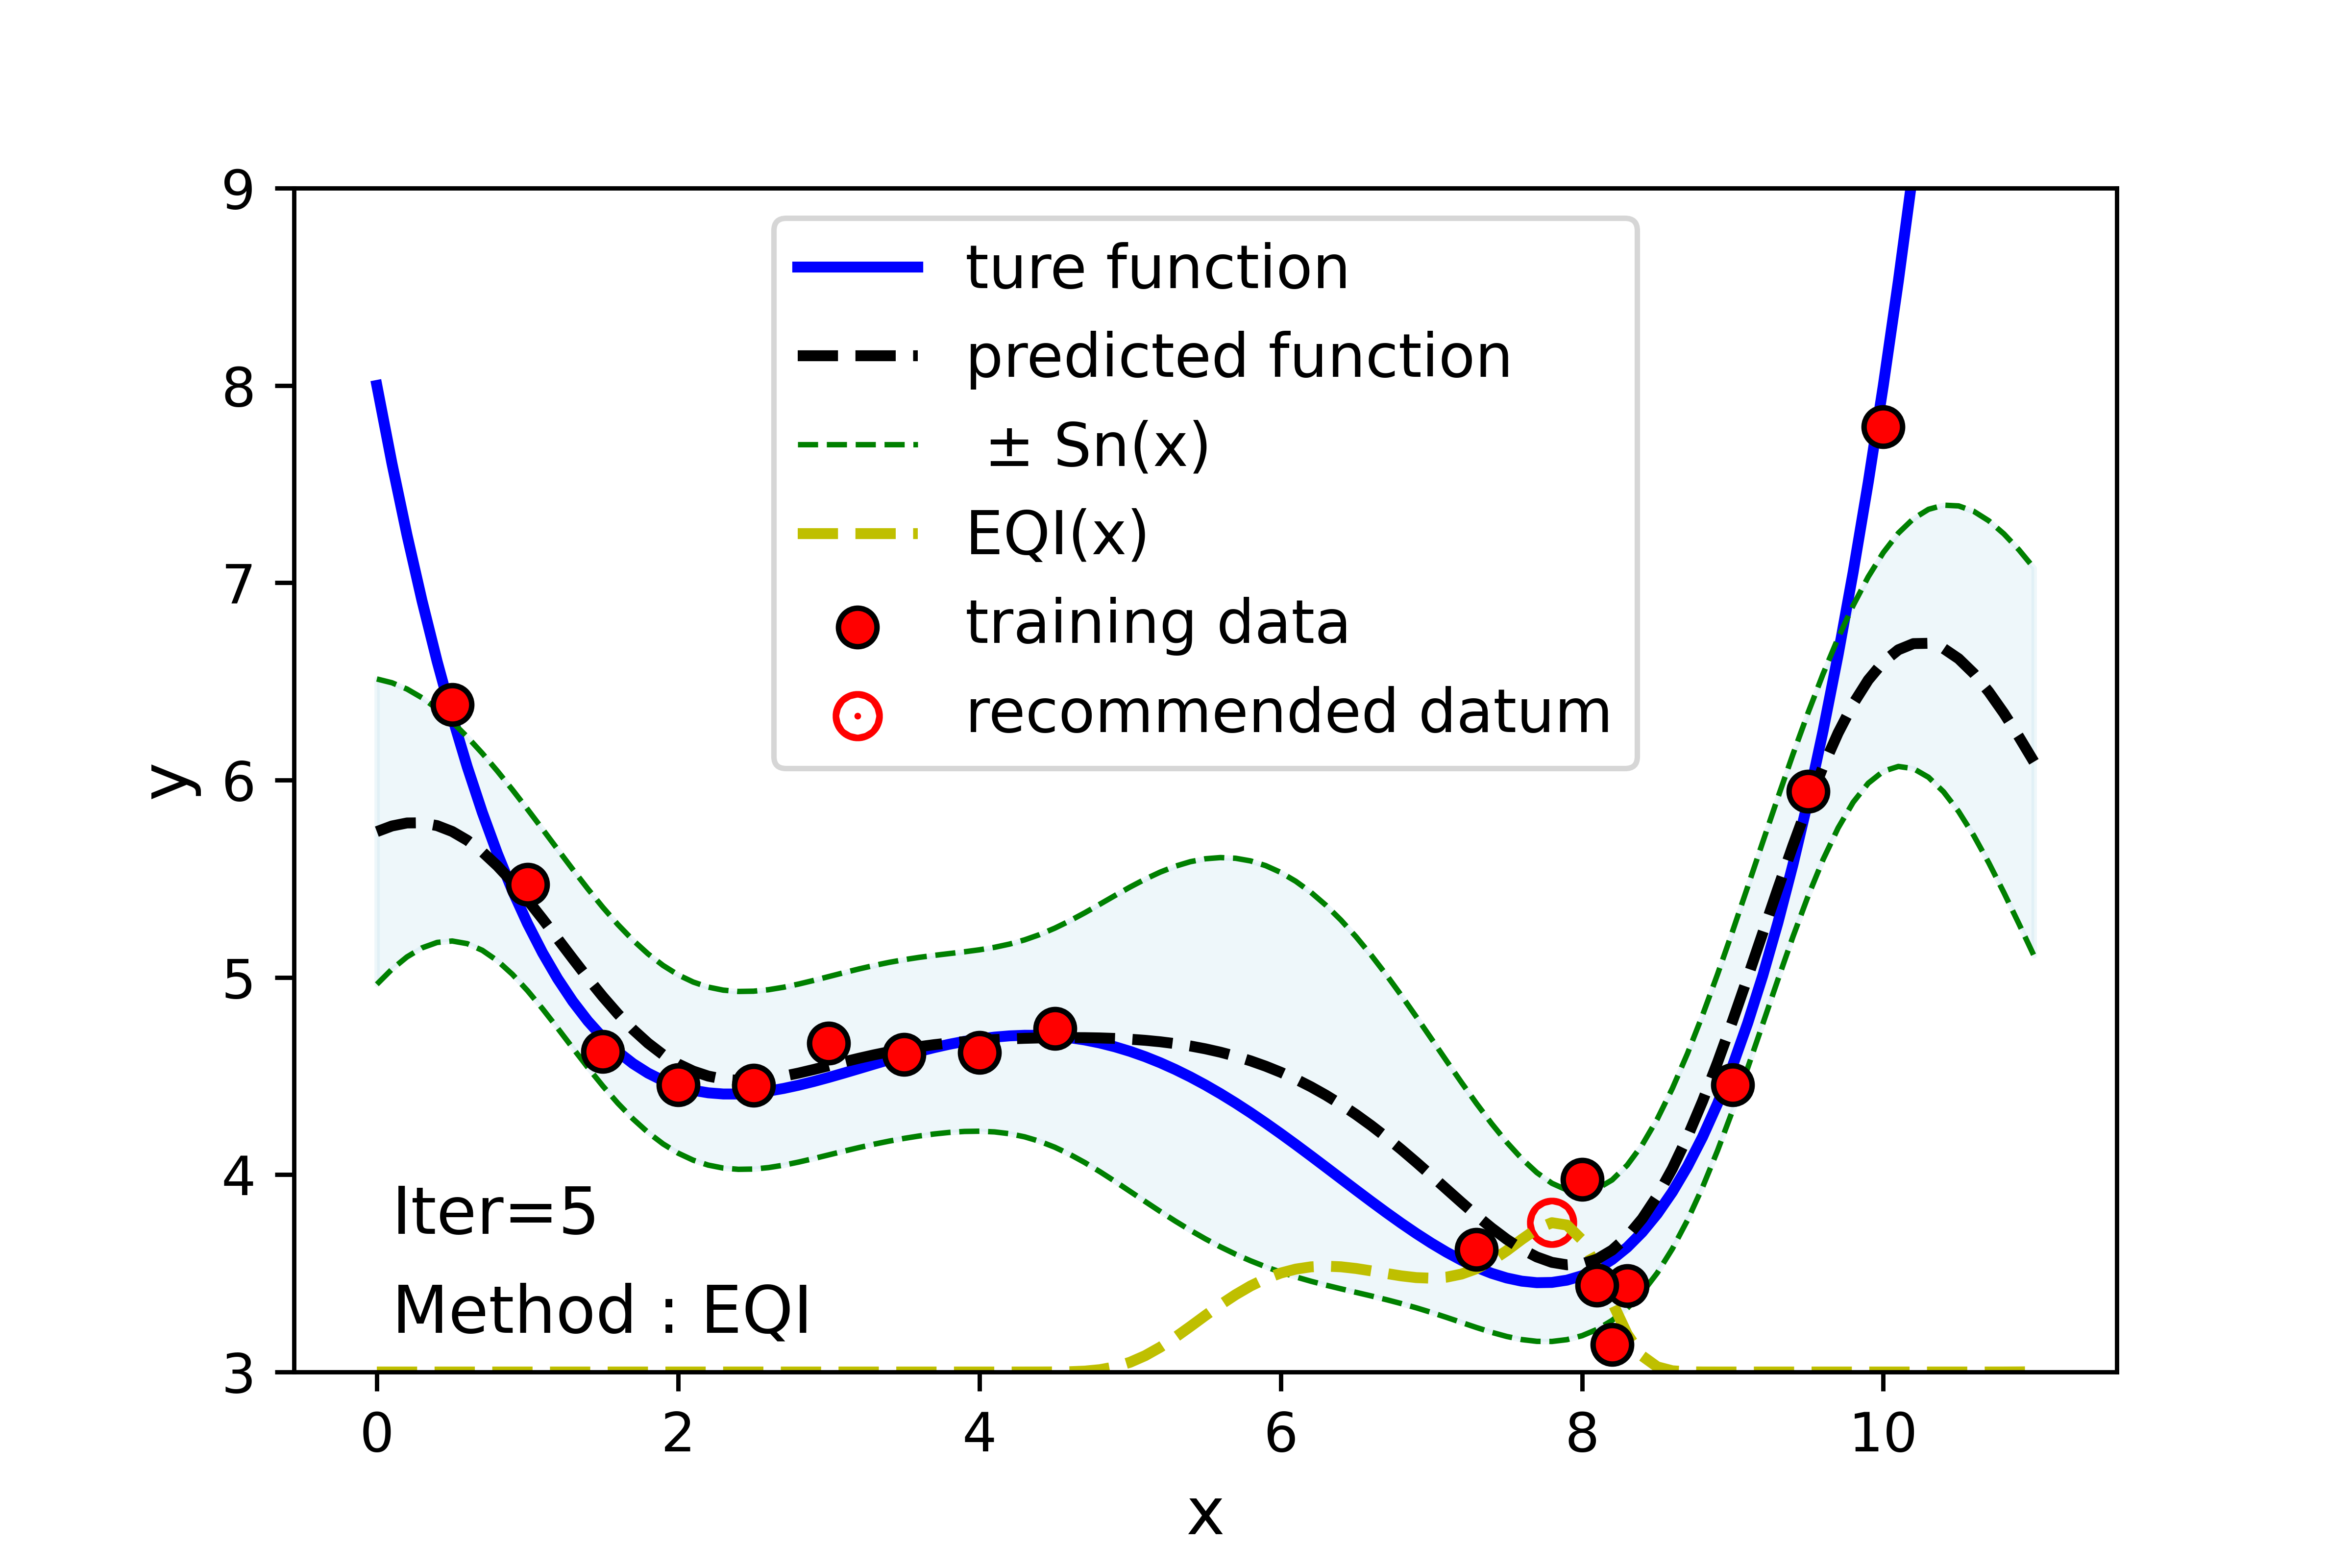 9
8
7
6
5
4
3
y
ture function
predicted function
± Sn(x)
EQI(x)
training data
recommended datum
Iter=5
Method : EQI
0 2 4 6 8 10
x